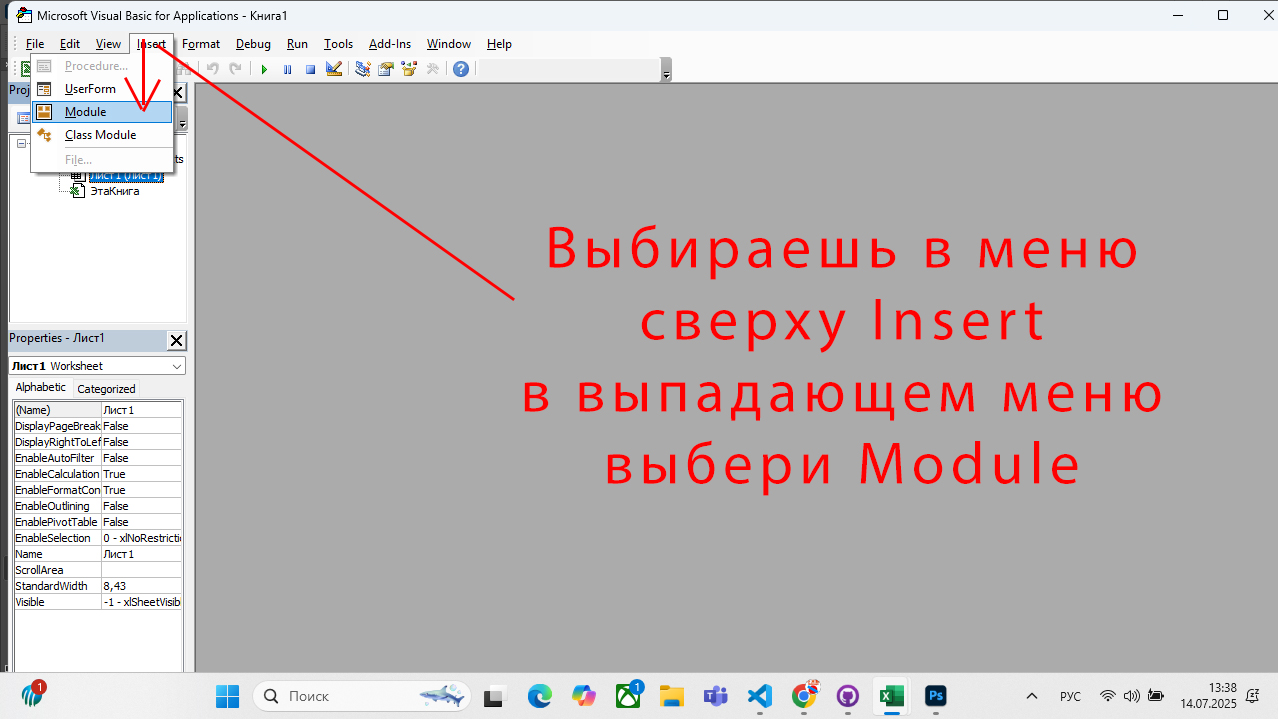 Microsoft Visual Basic for Applications - Книга1
File Edit View Insert Format Debug Run Tools Add-Ins Window Help
Procedure...
UserForm
Module
Class Module
File...
Лист1 (Лист1)
ЭтаКнига
Выбираешь в меню
сверху Insert
в выпадающем меню
выбери Module
Properties - Лист1
Лист1 Worksheet
Alphabetic Categorized
(Name) Лист1
DisplayPageBreak False
DisplayRightToLef False
EnableAutoFilter False
EnableCalculation True
EnableFormatCon True
EnableOutlining False
EnablePivotTable False
EnableSelection 0 - xlNoRestricti
Name Лист1
ScrollArea
StandardWidth 8,43
Visible -1 - xlSheetVisib
1
Поиск
1
РУС
13:38
14.07.2025